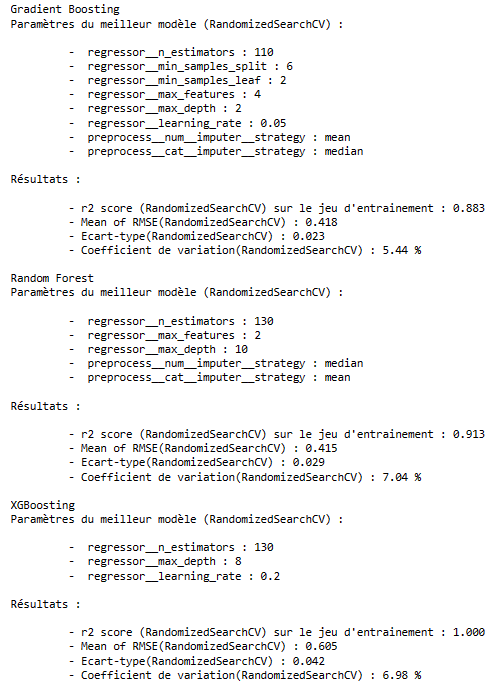 Gradient Boosting
Paramètres du meilleur modèle (RandomizedSearchCV) :
- regressor__n_estimators : 110
- regressor__min_samples_split : 6
- regressor__min_samples_leaf : 2
- regressor__max_features : 4
- regressor__max_depth : 2
- regressor__learning_rate : 0.05
- preprocess__num__imputer__strategy : mean
- preprocess__cat__imputer__strategy : median
Résultats :
- r2 score (RandomizedSearchCV) sur le jeu d'entrainement : 0.883
- Mean of RMSE(RandomizedSearchCV) : 0.418
- Ecart-type(RandomizedSearchCV) : 0.023
- Coefficient de variation(RandomizedSearchCV) : 5.44 %
Random Forest
Paramètres du meilleur modèle (RandomizedSearchCV) :
- regressor__n_estimators : 130
- regressor__max_features : 2
- regressor__max_depth : 10
- preprocess__num__imputer__strategy : median
- preprocess__cat__imputer__strategy : mean
Résultats :
- r2 score (RandomizedSearchCV) sur le jeu d'entrainement : 0.913
- Mean of RMSE(RandomizedSearchCV) : 0.415
- Ecart-type(RandomizedSearchCV) : 0.029
- Coefficient de variation(RandomizedSearchCV) : 7.04 %
XGBoosting
Paramètres du meilleur modèle (RandomizedSearchCV) :
- regressor__n_estimators : 130
- regressor__max_depth : 8
- regressor__learning_rate : 0.2
Résultats :
- r2 score (RandomizedSearchCV) sur le jeu d'entrainement : 1.000
- Mean of RMSE(RandomizedSearchCV) : 0.605
- Ecart-type(RandomizedSearchCV) : 0.042
- Coefficient de variation(RandomizedSearchCV) : 6.98 %